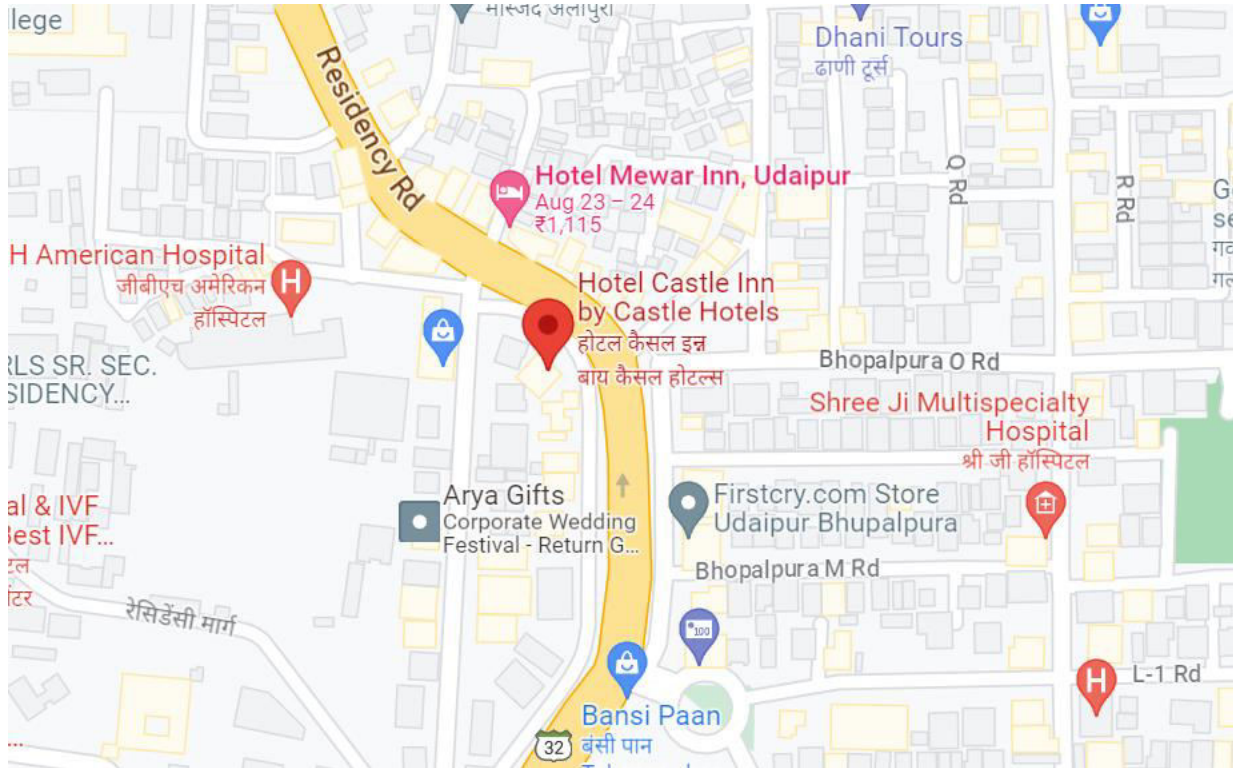 lege
मस्जिद अलीपुरा
Dhani Tours
ढाणी टूर्स
Residency Rd
Q Rd
R Rd
Hotel Mewar Inn, Udaipur
Aug 23 – 24
₹1,115
H American Hospital
जीबीएच अमेरिकन
हॉस्पिटल
Hotel Castle Inn
by Castle Hotels
होटल कैसल इन्न
बाय कैसल होटल्स
RLS SR. SEC.
SIDENCY...
Bhopalpura O Rd
Shree Ji Multispecialty
Hospital
श्री जी हॉस्पिटल
Arya Gifts
Corporate Wedding
Festival - Return G...
Firstcry.com Store
Udaipur Bhupalpura
al & IVF
Best IVF...
टल
Bhopalpura M Rd
रेसिडेंसी मार्ग
100
L-1 Rd
Bansi Paan
बंसी पान
32